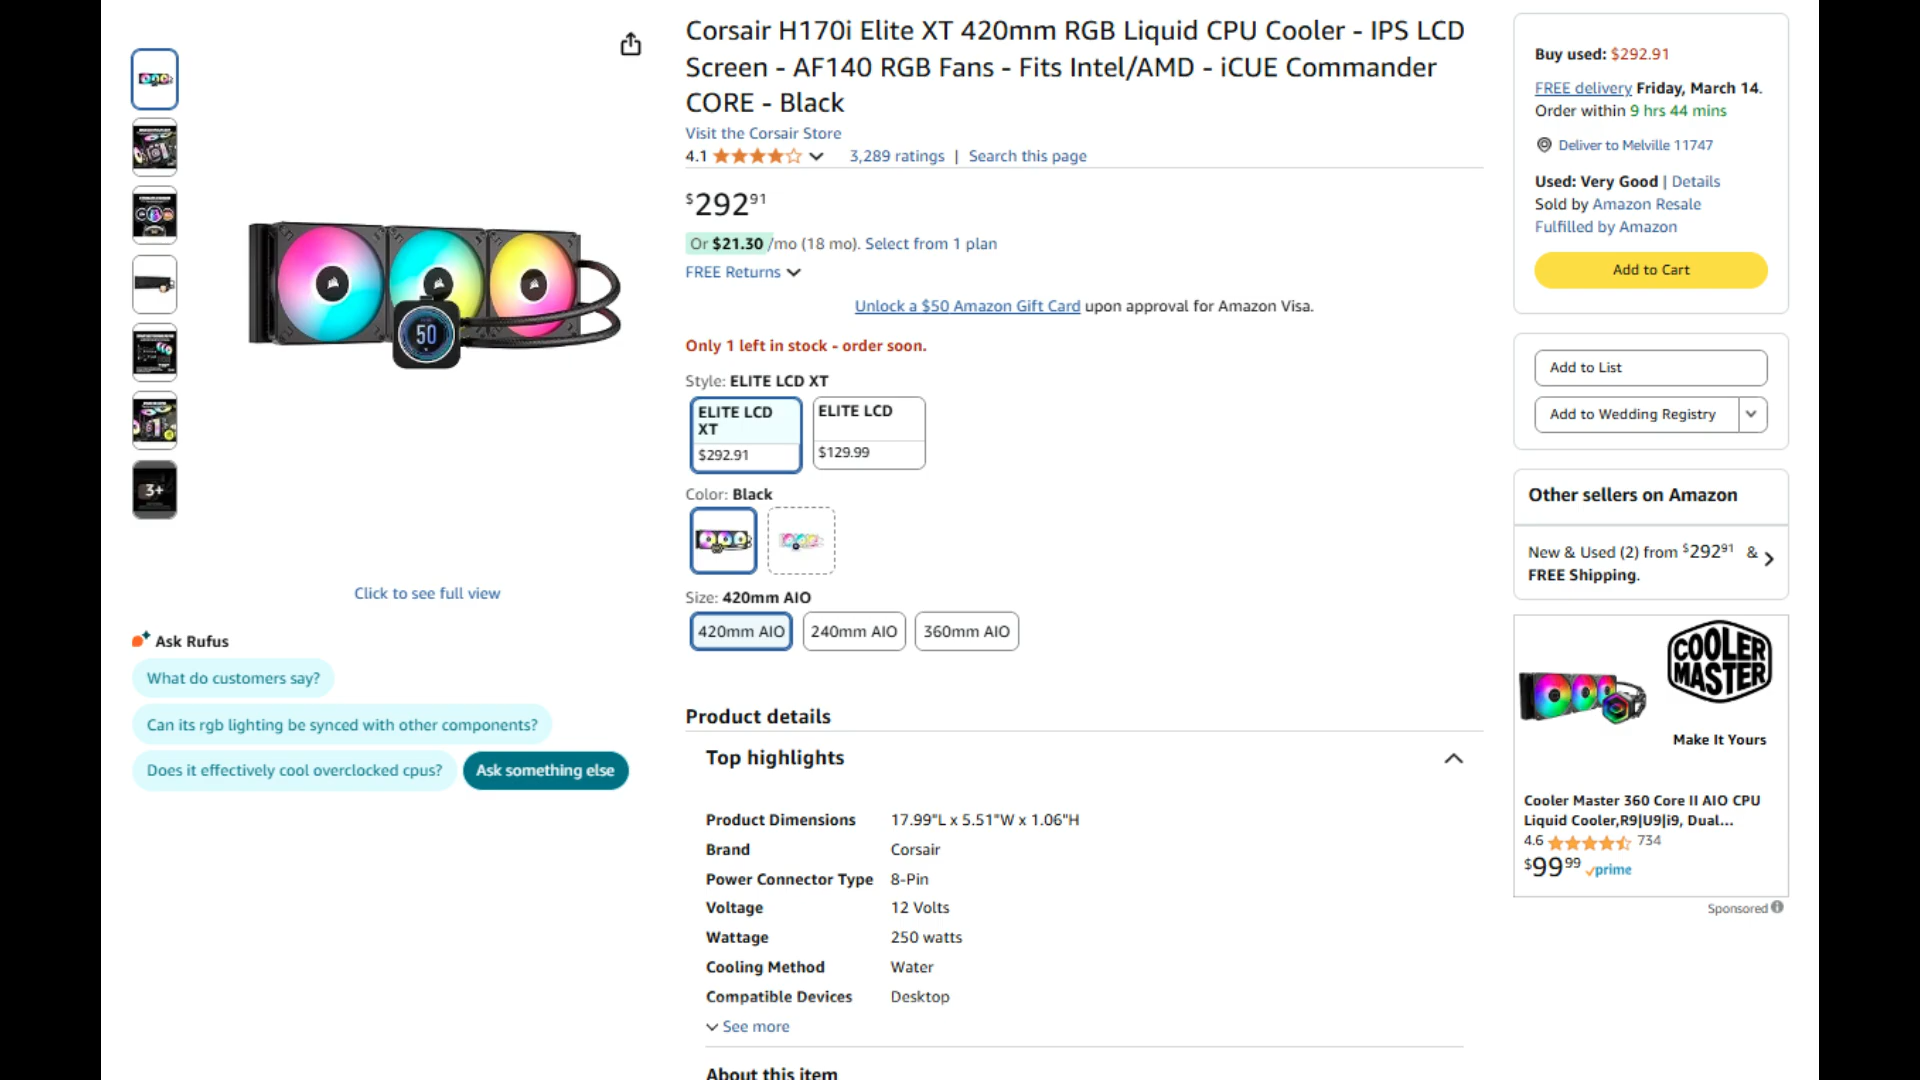 Corsair H170i Elite XT 420mm RGB Liquid CPU Cooler - IPS LCD
Screen - AF140 RGB Fans - Fits Intel/AMD - iCUE Commander
CORE - Black
Visit the Corsair Store
4.1
3,289 ratings | Search this page
$292.91
Or $21.30 /mo (18 mo). Select from 1 plan
FREE Returns
Unlock a $50 Amazon Gift Card upon approval for Amazon Visa.
Only 1 left in stock - order soon.
Style: ELITE LCD XT
ELITE LCD
XT
$292.91
ELITE LCD
$129.99
Color: Black
Size: 420mm AIO
420mm AIO
240mm AIO
360mm AIO
Product details
Top highlights
Product Dimensions 17.99"L x 5.51"W x 1.06"H
Brand Corsair
Power Connector Type 8-Pin
Voltage 12 Volts
Wattage 250 watts
Cooling Method Water
Compatible Devices Desktop
See more
About this item
3+
50
Click to see full view
Ask Rufus
What do customers say?
Can its rgb lighting be synced with other components?
Does it effectively cool overclocked cpus?
Ask something else
Buy used: $292.91
FREE delivery Friday, March 14.
Order within 9 hrs 44 mins
Deliver to Melville 11747
Used: Very Good | Details
Sold by Amazon Resale
Fulfilled by Amazon
Add to Cart
Add to List
Add to Wedding Registry
Other sellers on Amazon
New & Used (2) from $292.91 &
FREE Shipping.
COOLER
MASTER
Make It Yours
Cooler Master 360 Core II AIO CPU
Liquid Cooler,R9|U9|i9, Dual...
4.6 734
$99.99 prime
Sponsored